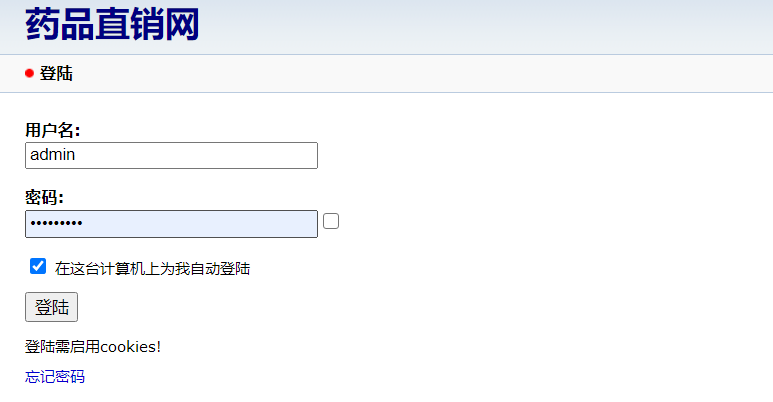 药品直销网
登陆
用户名:
admin
密码:
•••••••••
在这台计算机上为我自动登陆
登陆
登陆需启用cookies!
忘记密码